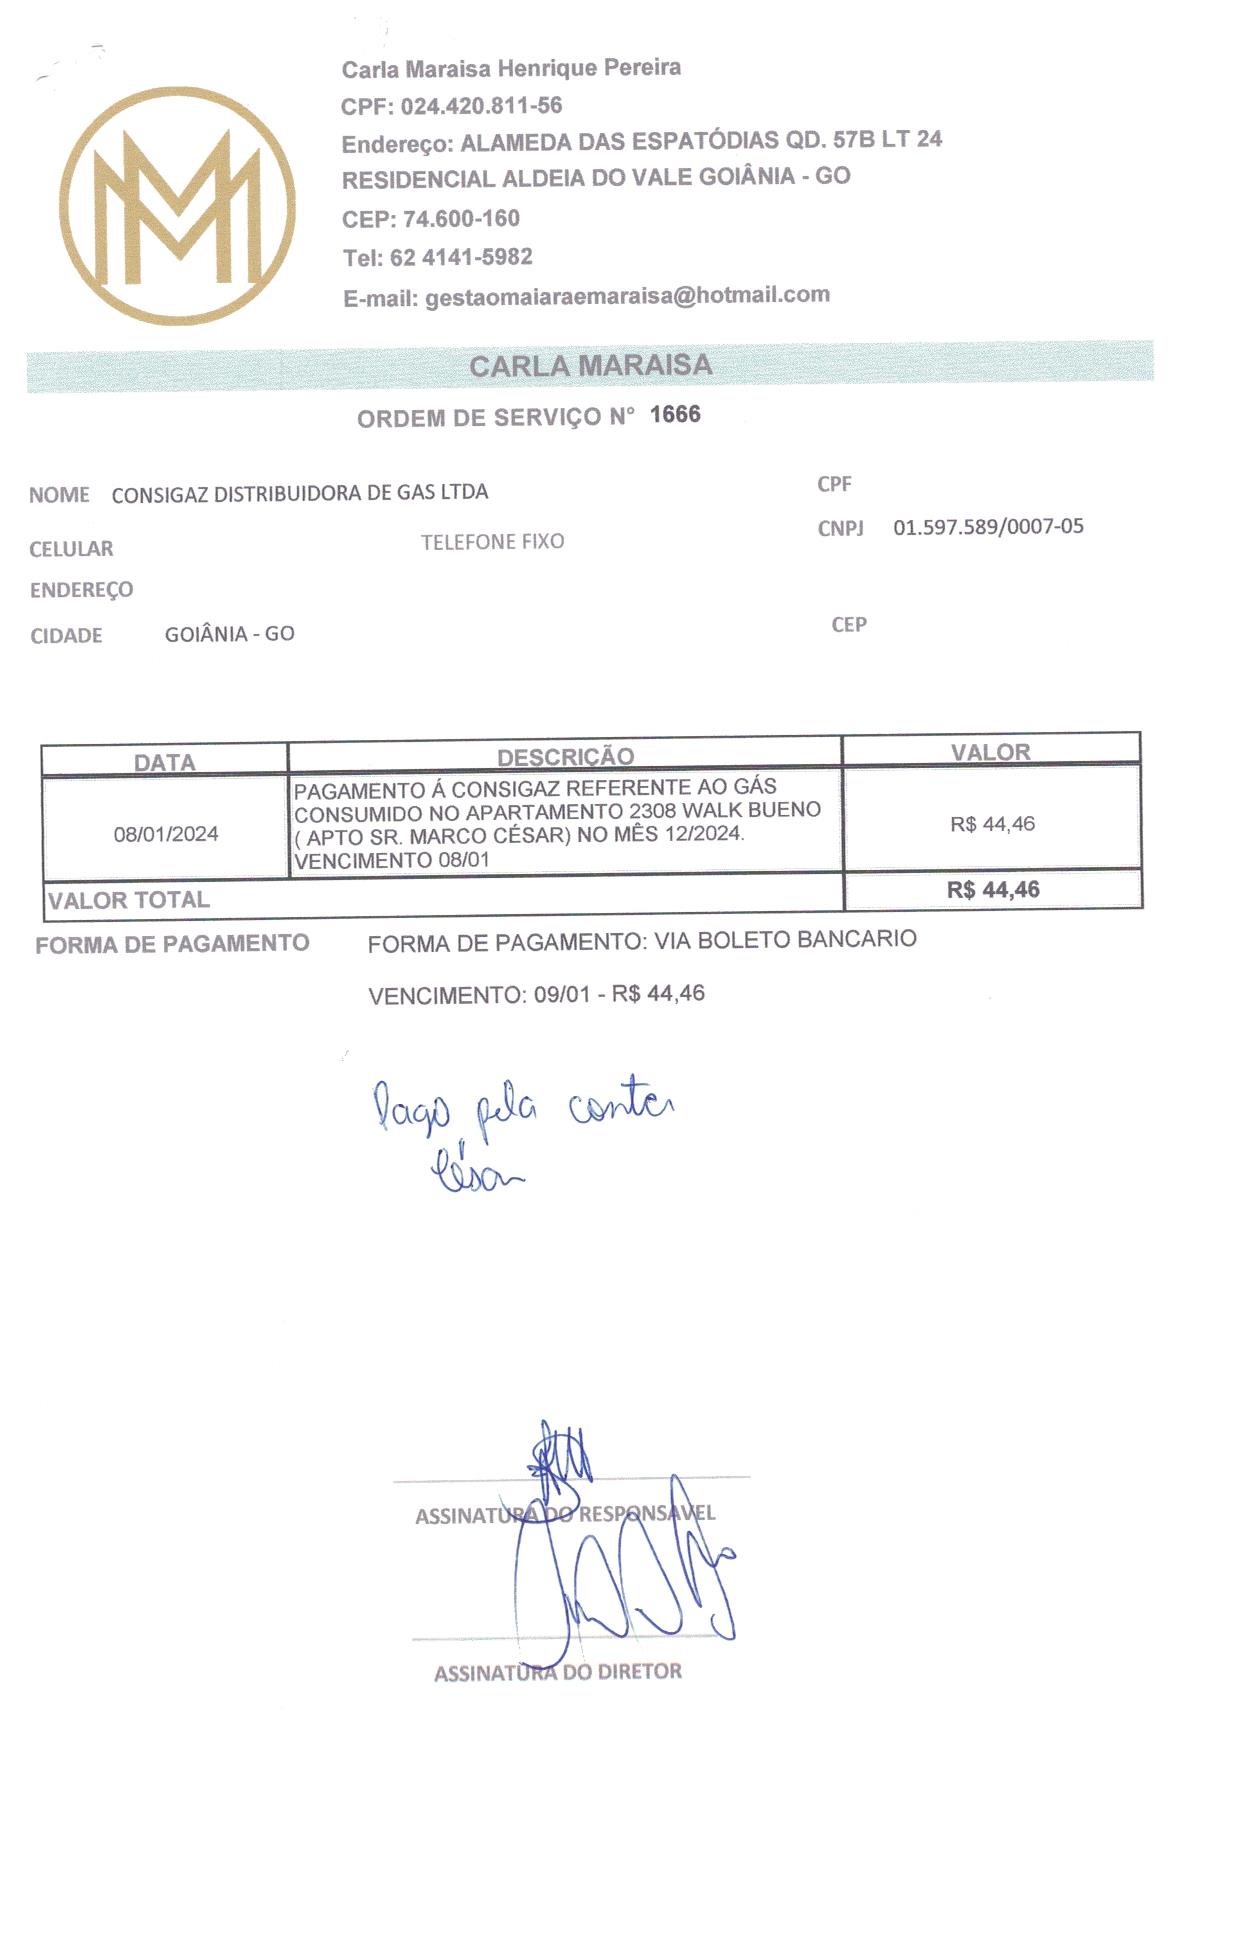 Carla Maraisa Henrique Pereira
CPF: 024.420.811-56
Endereço: ALAMEDA DAS ESPATÓDIAS QD. 57B LT 24
RESIDENCIAL ALDEIA DO VALE GOIÂNIA - GO
CEP: 74.600-160
Tel: 62 4141-5982
E-mail: gestaomaiaraemaraisa@hotmail.com
CARLA MARAISA
ORDEM DE SERVIÇO N° 1666
NOME CONSIGAZ DISTRIBUIDORA DE GAS LTDA CPF
CELULAR TELEFONE FIXO CNPJ 01.597.589/0007-05
ENDEREÇO
CIDADE GOIÂNIA - GO CEP
DATA DESCRIÇÃO VALOR
PAGAMENTO Á CONSIGAZ REFERENTE AO GÁS
CONSUMIDO NO APARTAMENTO 2308 WALK BUENO
08/01/2024 ( APTO SR. MARCO CÉSAR) NO MÊS 12/2024. R$ 44,46
VENCIMENTO 08/01
VALOR TOTAL R$ 44,46
FORMA DE PAGAMENTO FORMA DE PAGAMENTO: VIA BOLETO BANCARIO
VENCIMENTO: 09/01 - R$ 44,46
Pago pela conta
César
ASSINATURA DO RESPONSAVEL
ASSINATURA DO DIRETOR